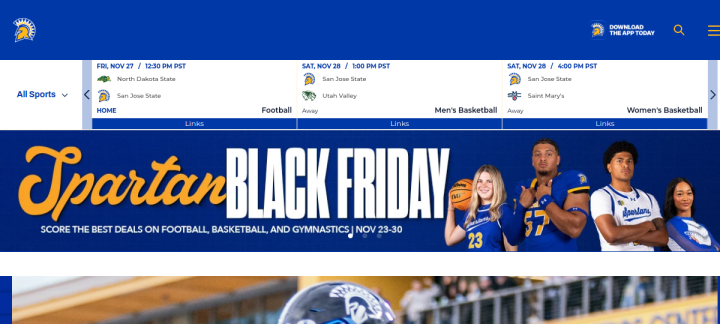 DOWNLOAD
THE APP TODAY
All Sports
FRI, NOV 27 / 12:30 PM PST
North Dakota State
San Jose State
HOME Football
Links
SAT, NOV 28 / 1:00 PM PST
San Jose State
Utah Valley
Away Men's Basketball
Links
SAT, NOV 28 / 4:00 PM PST
San Jose State
Saint Mary's
Away Women's Basketball
Links
Spartan BLACK FRIDAY
SCORE THE BEST DEALS ON FOOTBALL, BASKETBALL, AND GYMNASTICS | NOV 23-30
23
57
Spartans